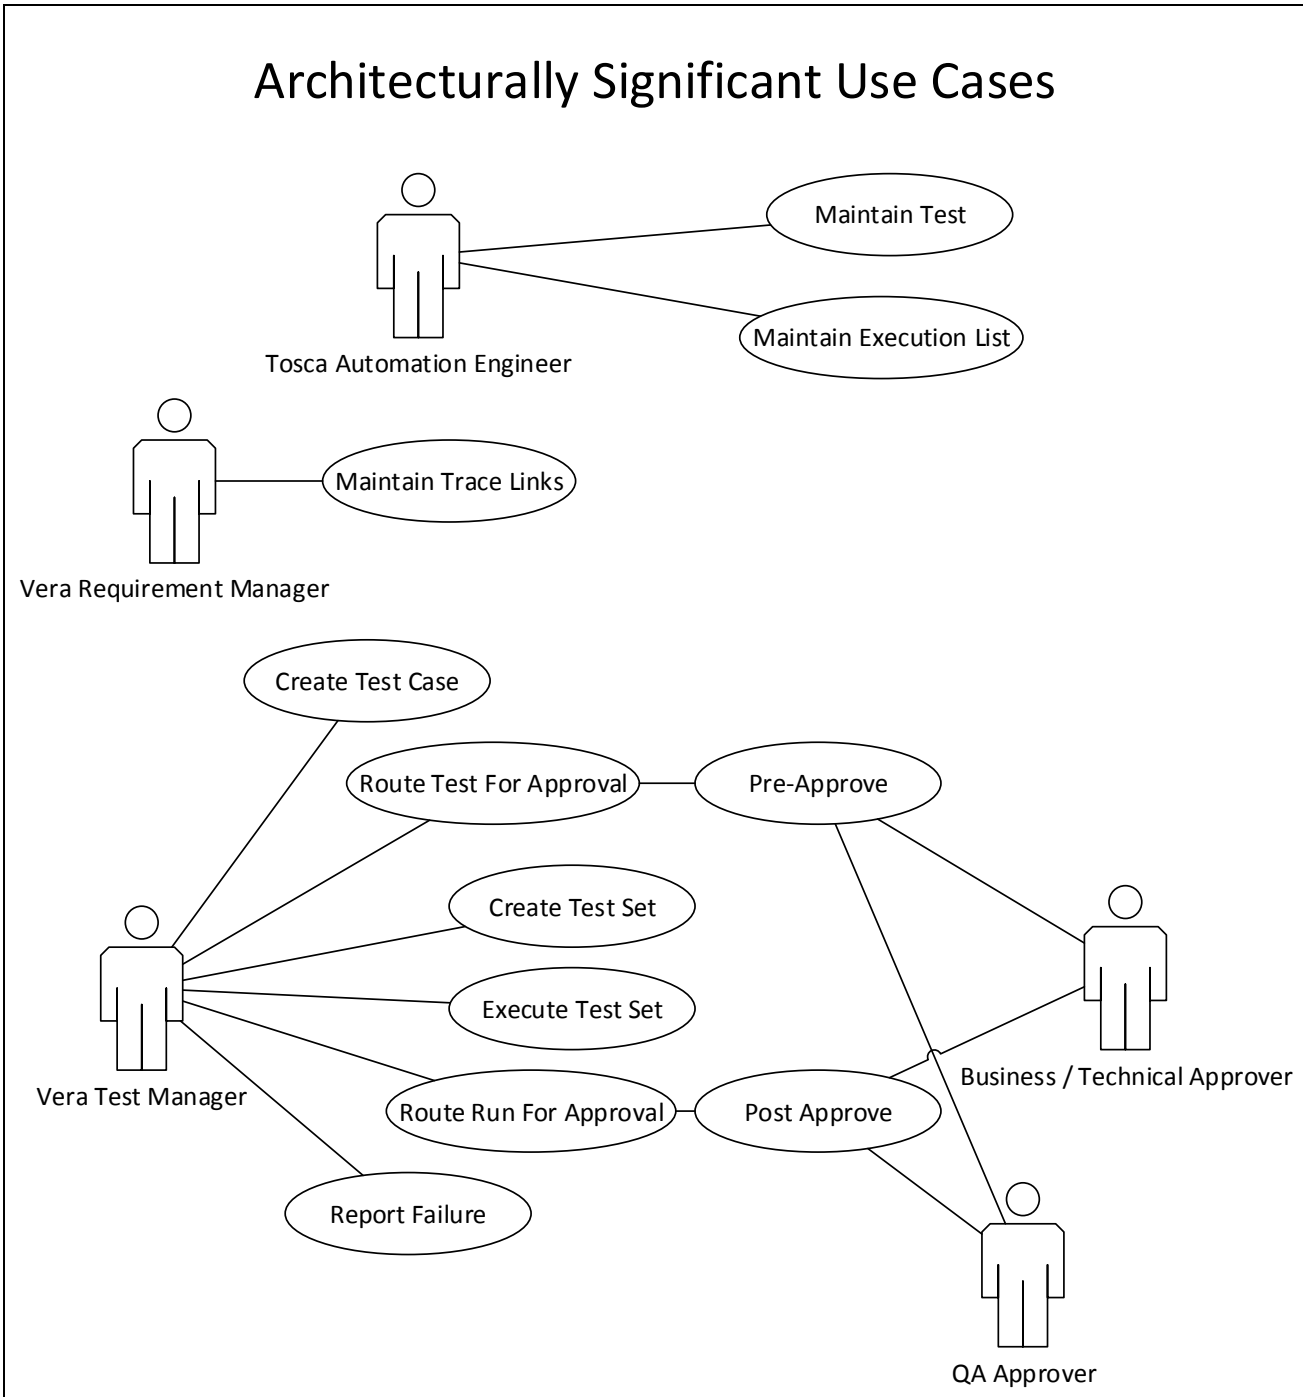 Architecturally Significant Use Cases
Maintain Test
Maintain Execution List
Tosca Automation Engineer
Maintain Trace Links
Vera Requirement Manager
Create Test Case
Route Test For Approval
Pre-Approve
Create Test Set
Execute Test Set
Business / Technical Approver
Vera Test Manager
Route Run For Approval
Post Approve
Report Failure
QA Approver